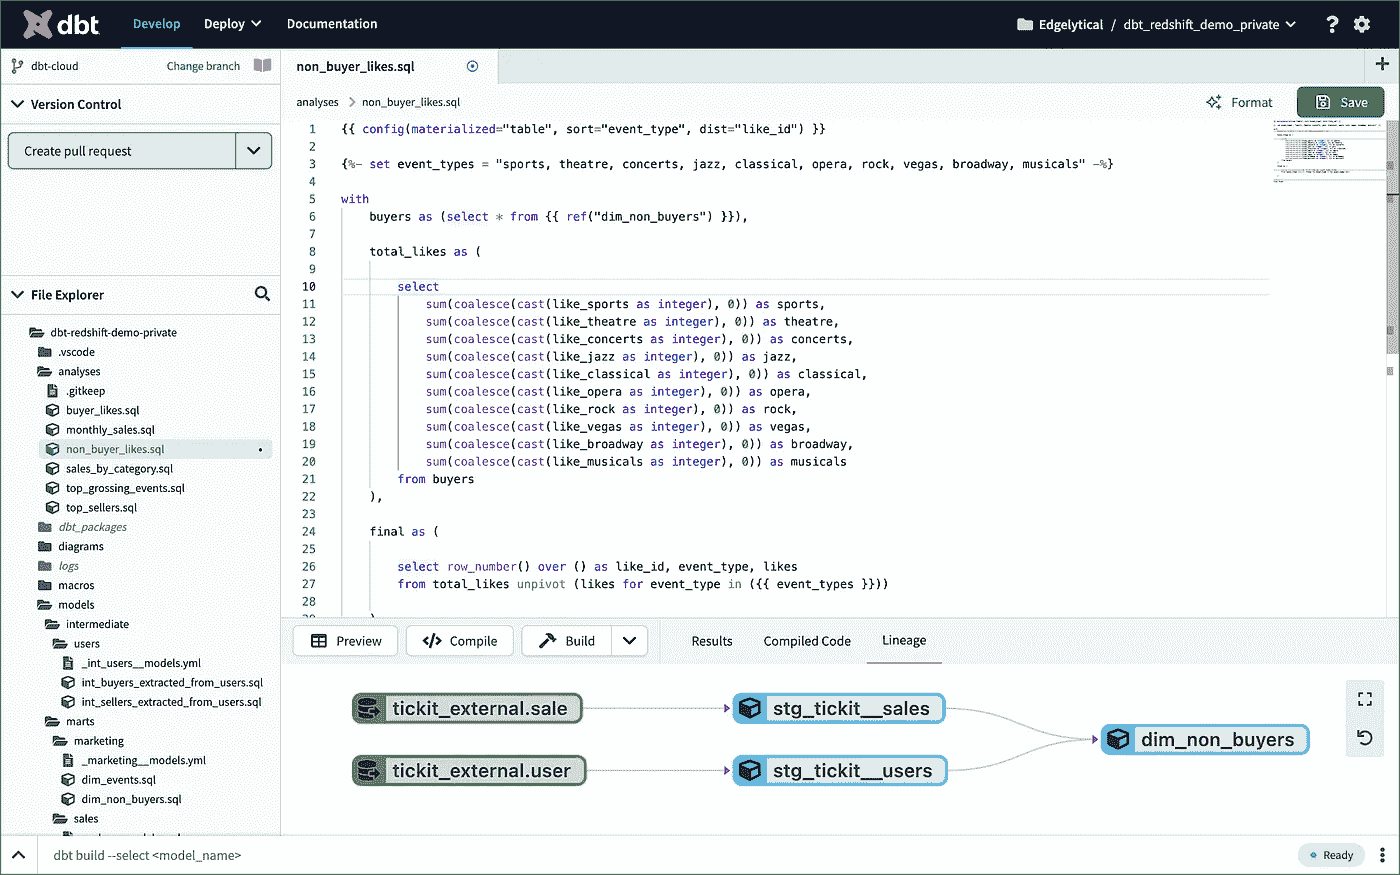 dbt
Develop
Deploy
Documentation
Edgelytical / dbt_redshift_demo_private
?
dbt-cloud
Change branch
Version Control
Create pull request
File Explorer
dbt-redshift-demo-private
.vscode
analyses
.gitkeep
buyer_likes.sql
monthly_sales.sql
non_buyer_likes.sql
sales_by_category.sql
top_grossing_events.sql
top_sellers.sql
dbt_packages
diagrams
logs
macros
models
intermediate
users
_int_users__models.yml
int_buyers_extracted_from_users.sql
int_sellers_extracted_from_users.sql
marts
marketing
_marketing__models.yml
dim_events.sql
dim_non_buyers.sql
sales
non_buyer_likes.sql
analyses > non_buyer_likes.sql
Format
Save
1 {{ config(materialized="table", sort="event_type", dist="like_id") }}
2
3 {%- set event_types = "sports, theatre, concerts, jazz, classical, opera, rock, vegas, broadway, musicals" -%}
4
5 with
6 buyers as (select * from {{ ref("dim_non_buyers") }}),
7
8 total_likes as (
9
10 select
11 sum(coalesce(cast(like_sports as integer), 0)) as sports,
12 sum(coalesce(cast(like_theatre as integer), 0)) as theatre,
13 sum(coalesce(cast(like_concerts as integer), 0)) as concerts,
14 sum(coalesce(cast(like_jazz as integer), 0)) as jazz,
15 sum(coalesce(cast(like_classical as integer), 0)) as classical,
16 sum(coalesce(cast(like_opera as integer), 0)) as opera,
17 sum(coalesce(cast(like_rock as integer), 0)) as rock,
18 sum(coalesce(cast(like_vegas as integer), 0)) as vegas,
19 sum(coalesce(cast(like_broadway as integer), 0)) as broadway,
20 sum(coalesce(cast(like_musicals as integer), 0)) as musicals
21 from buyers
22 ),
23
24 final as (
25
26 select row_number() over () as like_id, event_type, likes
27 from total_likes unpivot (likes for event_type in ({{ event_types }}))
28
Preview
Compile
Build
Results
Compiled Code
Lineage
tickit_external.sale
stg_tickit__sales
dim_non_buyers
tickit_external.user
stg_tickit__users
dbt build --select <model_name>
Ready